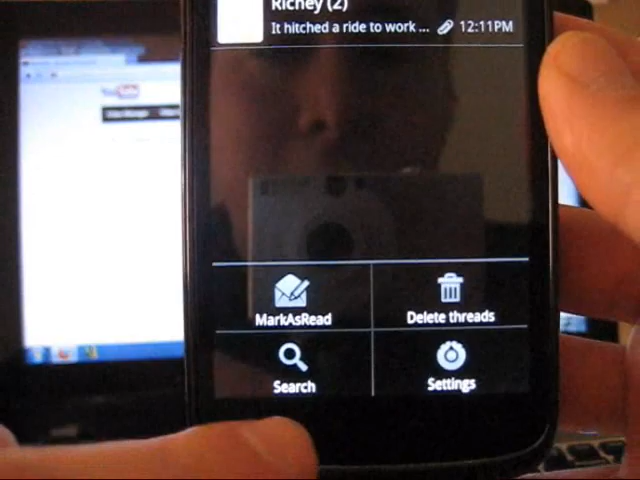 Richey (2)
It hitched a ride to work ... 12:11PM
MarkAsRead
Delete threads
Search
Settings